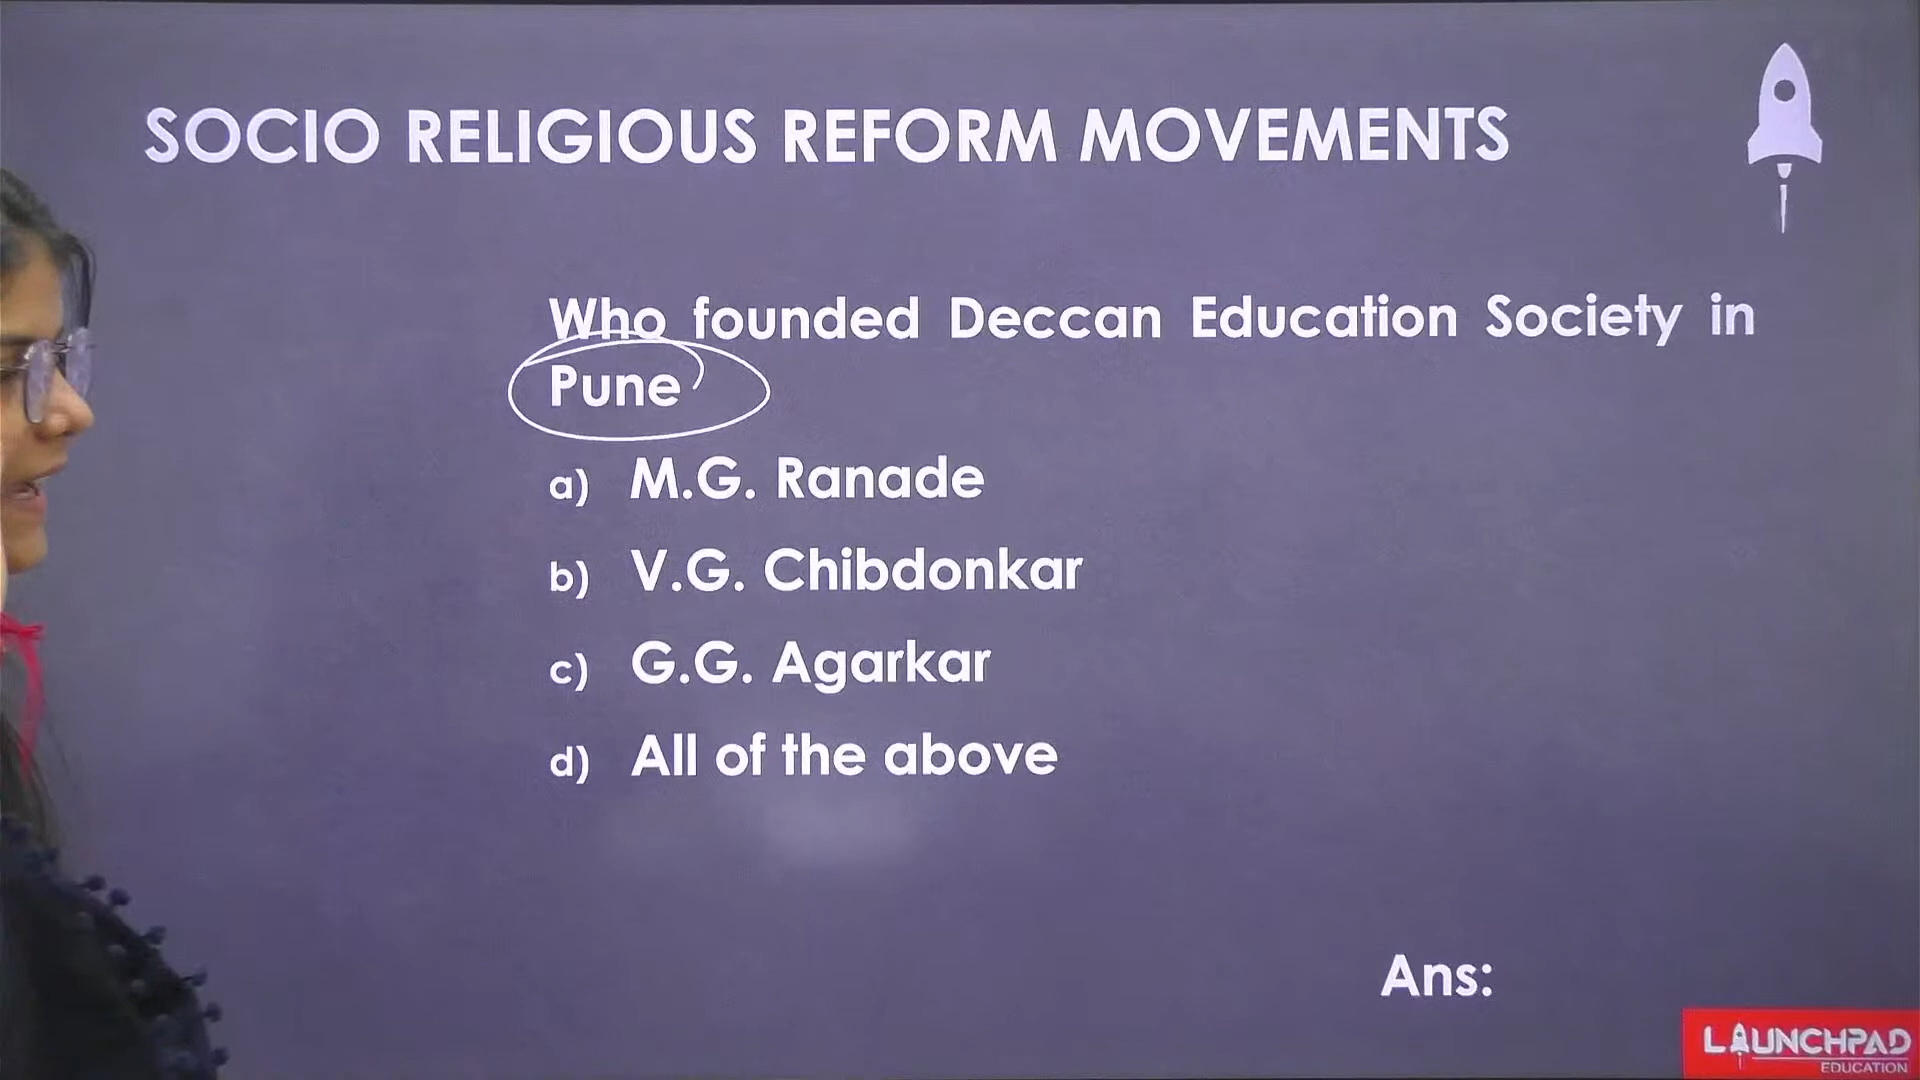 SOCIO RELIGIOUS REFORM MOVEMENTS
Who founded Deccan Education Society in
Pune
a) M.G. Ranade
b) V.G. Chibdonkar
c) G.G. Agarkar
d) All of the above
Ans:
LAUNCHPAD
EDUCATION